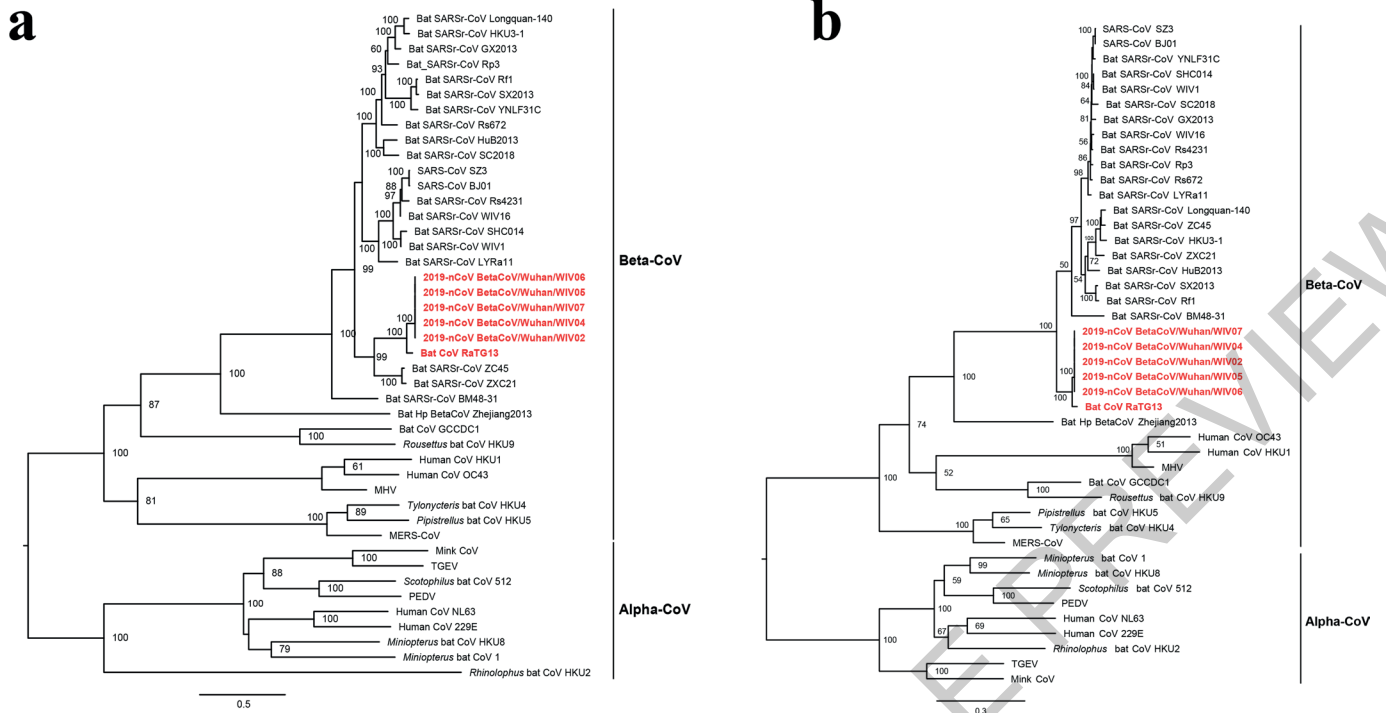 a
100
Bat SARSr-CoV Longquan-140
100
Bat SARSr-CoV HKU3-1
60
Bat SARSr-CoV GX2013
93
Bat_SARSr-CoV Rp3
100
Bat SARSr-CoV Rf1
100
Bat SARSr-CoV SX2013
100
Bat SARSr-CoV YNLF31C
100
Bat SARSr-CoV Rs672
Bat SARSr-CoV HuB2013
100
Bat SARSr-CoV SC2018
100
SARS-CoV SZ3
88
SARS-CoV BJ01
97
Bat SARSr-CoV Rs4231
100
Bat SARSr-CoV WIV16
Bat SARSr-CoV SHC014
100
100
Bat SARSr-CoV WIV1
99
Bat SARSr-CoV LYRa11
2019-nCoV BetaCoV/Wuhan/WIV06
2019-nCoV BetaCoV/Wuhan/WIV05
2019-nCoV BetaCoV/Wuhan/WIV07
2019-nCoV BetaCoV/Wuhan/WIV04
100
100
2019-nCoV BetaCoV/Wuhan/WIV02
99
Bat CoV RaTG13
Bat SARSr-CoV ZC45
100
Bat SARSr-CoV ZXC21
100
Bat SARSr-CoV BM48-31
87
Bat Hp BetaCoV Zhejiang2013
Bat CoV GCCDC1
100
Rousettus bat CoV HKU9
100
Human CoV HKU1
61
Human CoV OC43
81
MHV
Tylonycteris bat CoV HKU4
89
100
Pipistrellus bat CoV HKU5
MERS-CoV
Mink CoV
100
TGEV
88
Scotophilus bat CoV 512
100
PEDV
100
Human CoV NL63
100
Human CoV 229E
100
Miniopterus bat CoV HKU8
79
Miniopterus bat CoV 1
Rhinolophus bat CoV HKU2
0.5
Beta-CoV
Alpha-CoV
b
100
SARS-CoV SZ3
SARS-CoV BJ01
Bat SARSr-CoV YNLF31C
100
Bat SARSr-CoV SHC014
84
Bat SARSr-CoV WIV1
64
Bat SARSr-CoV SC2018
81
Bat SARSr-CoV GX2013
Bat SARSr-CoV WIV16
56
Bat SARSr-CoV Rs4231
86
Bat SARSr-CoV Rp3
98
Bat SARSr-CoV Rs672
Bat SARSr-CoV LYRa11
97
Bat SARSr-CoV Longquan-140
100
Bat SARSr-CoV ZC45
100
Bat SARSr-CoV HKU3-1
72
Bat SARSr-CoV ZXC21
50
Bat SARSr-CoV HuB2013
54
Bat SARSr-CoV SX2013
100
Bat SARSr-CoV Rf1
Bat SARSr-CoV BM48-31
100
2019-nCoV BetaCoV/Wuhan/WIV07
2019-nCoV BetaCoV/Wuhan/WIV04
2019-nCoV BetaCoV/Wuhan/WIV02
100
2019-nCoV BetaCoV/Wuhan/WIV05
100
100
2019-nCoV BetaCoV/Wuhan/WIV06
Bat CoV RaTG13
74
Bat Hp BetaCoV Zhejiang2013
Human CoV OC43
51
100
Human CoV HKU1
MHV
52
Bat CoV GCCDC1
100
100
Rousettus bat CoV HKU9
Pipistrellus bat CoV HKU5
65
100
Tylonycteris bat CoV HKU4
MERS-CoV
Miniopterus bat CoV 1
99
Miniopterus bat CoV HKU8
59
Scotophilus bat CoV 512
100
PEDV
100
Human CoV NL63
69
67
Human CoV 229E
100
Rhinolophus bat CoV HKU2
TGEV
100
Mink CoV
0.3
Beta-CoV
Alpha-CoV
E PREVIEW